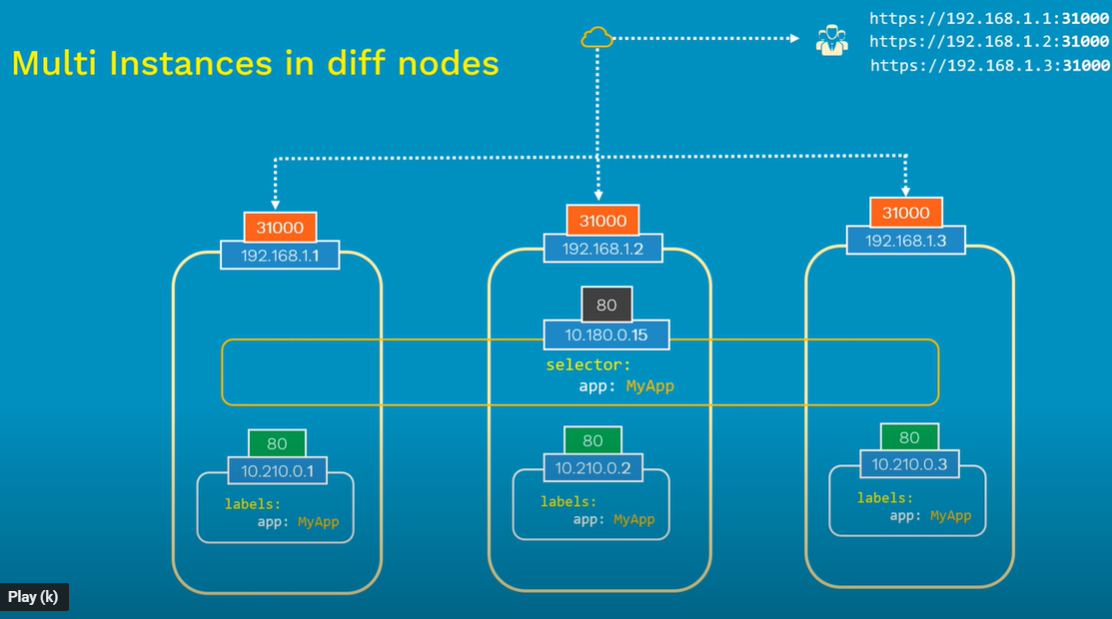 https://192.168.1.1:31000
https://192.168.1.2:31000
https://192.168.1.3:31000
Multi Instances in diff nodes
31000
192.168.1.1
31000
192.168.1.2
31000
192.168.1.3
80
10.180.0.15
selector:
app: MyApp
80
10.210.0.1
labels:
app: MyApp
80
10.210.0.2
labels:
app: MyApp
80
10.210.0.3
labels:
app: MyApp
Play (k)